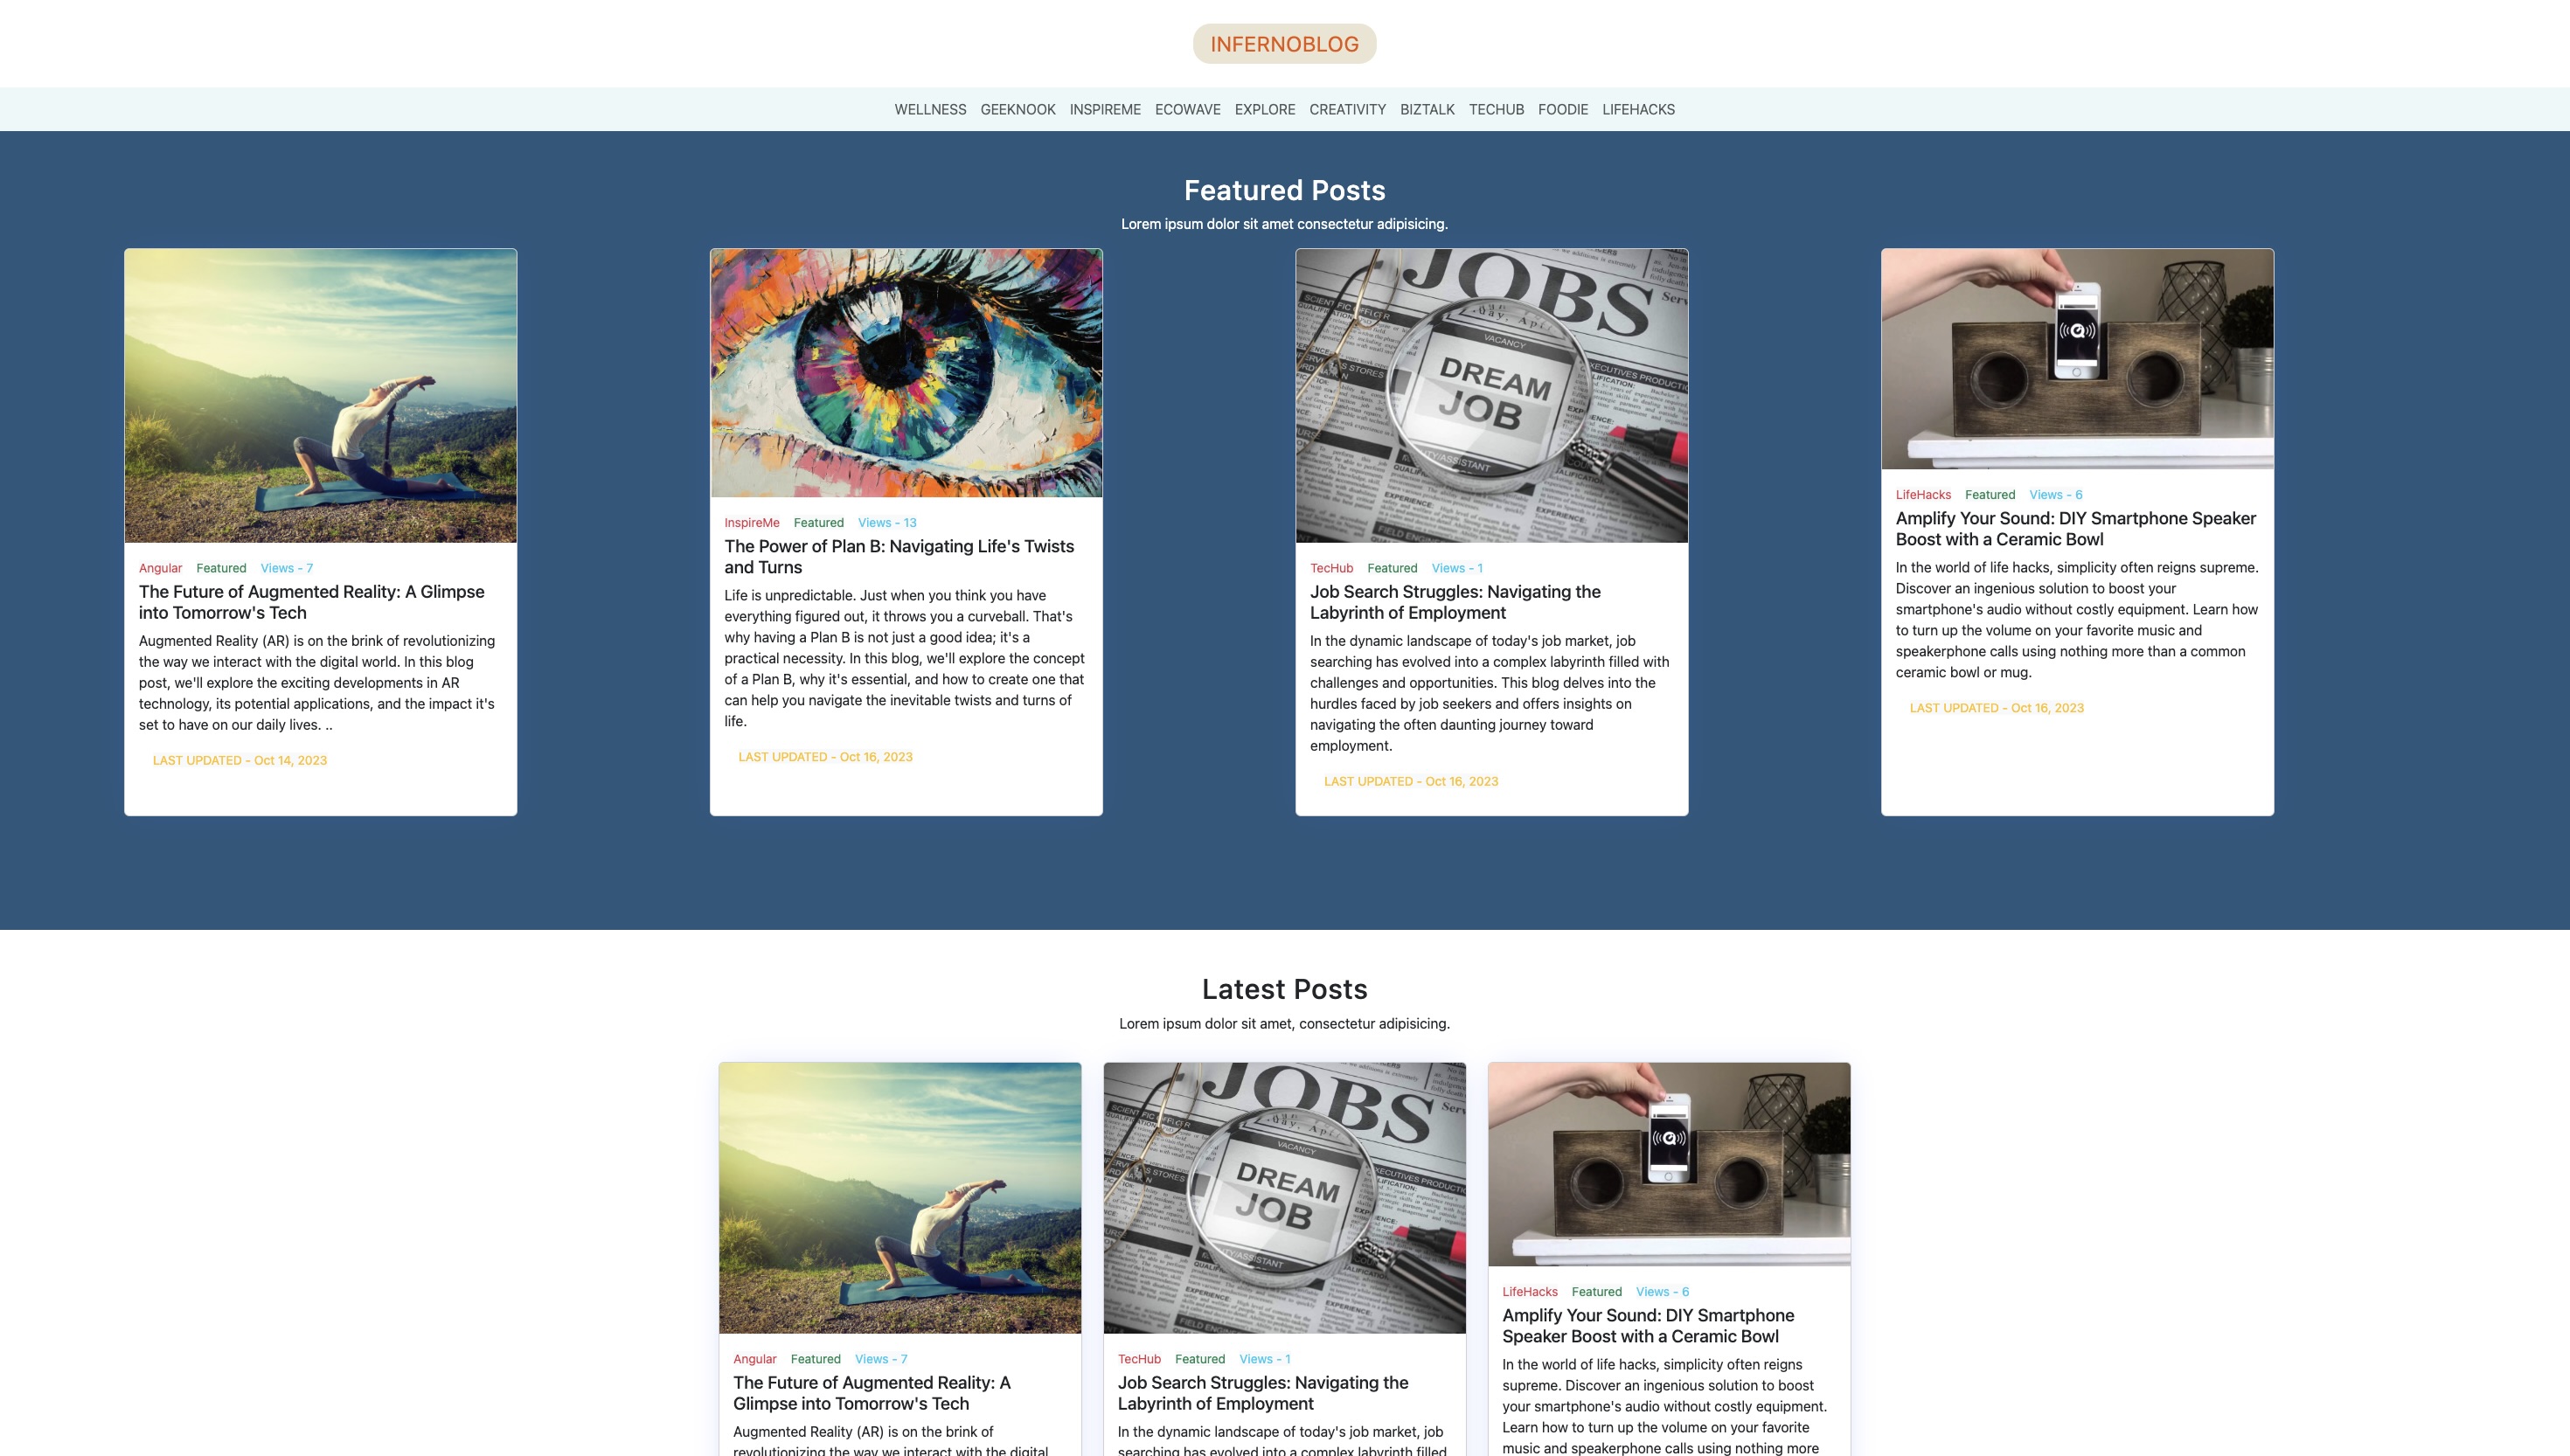 INFERNOBLOG
WELLNESS GEEKNOOK INSPIREME ECOWAVE EXPLORE CREATIVITY BIZTALK TECHUB FOODIE LIFEHACKS
Featured Posts
Lorem ipsum dolor sit amet consectetur adipisicing.
Angular Featured Views - 7
The Future of Augmented Reality: A Glimpse
into Tomorrow's Tech
Augmented Reality (AR) is on the brink of revolutionizing
the way we interact with the digital world. In this blog
post, we'll explore the exciting developments in AR
technology, its potential applications, and the impact it's
set to have on our daily lives. ..
LAST UPDATED - Oct 14, 2023
InspireMe Featured Views - 13
The Power of Plan B: Navigating Life's Twists
and Turns
Life is unpredictable. Just when you think you have
everything figured out, it throws you a curveball. That's
why having a Plan B is not just a good idea; it's a
practical necessity. In this blog, we'll explore the concept
of a Plan B, why it's essential, and how to create one that
can help you navigate the inevitable twists and turns of
life.
LAST UPDATED - Oct 16, 2023
JOBS
VACANCY
DREAM
JOB
EXPERIENCE:
TecHub Featured Views - 1
Job Search Struggles: Navigating the
Labyrinth of Employment
In the dynamic landscape of today's job market, job
searching has evolved into a complex labyrinth filled with
challenges and opportunities. This blog delves into the
hurdles faced by job seekers and offers insights on
navigating the often daunting journey toward
employment.
LAST UPDATED - Oct 16, 2023
LifeHacks Featured Views - 6
Amplify Your Sound: DIY Smartphone Speaker
Boost with a Ceramic Bowl
In the world of life hacks, simplicity often reigns supreme.
Discover an ingenious solution to boost your
smartphone's audio without costly equipment. Learn how
to turn up the volume on your favorite music and
speakerphone calls using nothing more than a common
ceramic bowl or mug.
LAST UPDATED - Oct 16, 2023
Latest Posts
Lorem ipsum dolor sit amet, consectetur adipisicing.
Angular Featured Views - 7
The Future of Augmented Reality: A
Glimpse into Tomorrow's Tech
Augmented Reality (AR) is on the brink of
revolutionizing the way we interact with the digital
JOBS
VACANCY
DREAM
JOB
EXPERIENCE:
TecHub Featured Views - 1
Job Search Struggles: Navigating the
Labyrinth of Employment
In the dynamic landscape of today's job market, job
searching has evolved into a complex labyrinth filled
LifeHacks Featured Views - 6
Amplify Your Sound: DIY Smartphone
Speaker Boost with a Ceramic Bowl
In the world of life hacks, simplicity often reigns
supreme. Discover an ingenious solution to boost
your smartphone's audio without costly equipment.
Learn how to turn up the volume on your favorite
music and speakerphone calls using nothing more